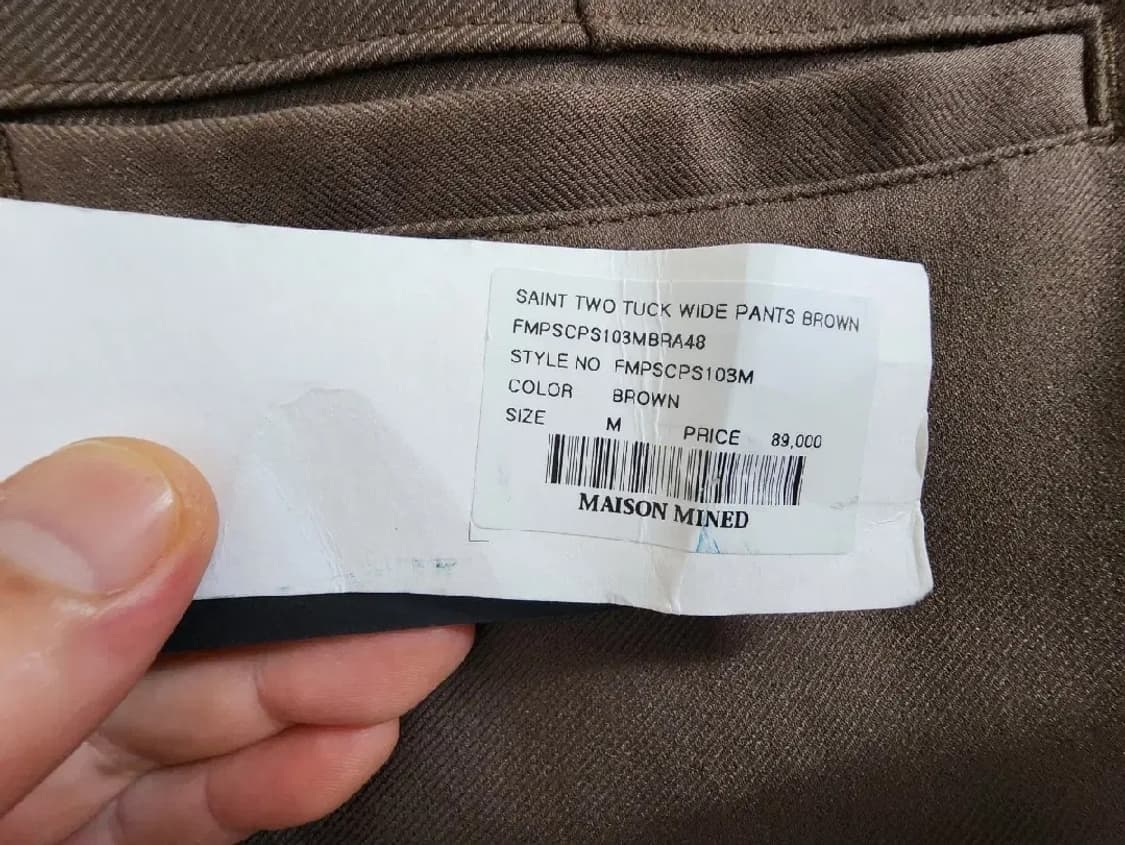 SAINT TWO TUCK WIDE PANTS BROWN
FMPSCPS103MBRA48
STYLE NO FMPSCPS103M
COLOR BROWN
SIZE M PRICE 89,000
MAISON MINED